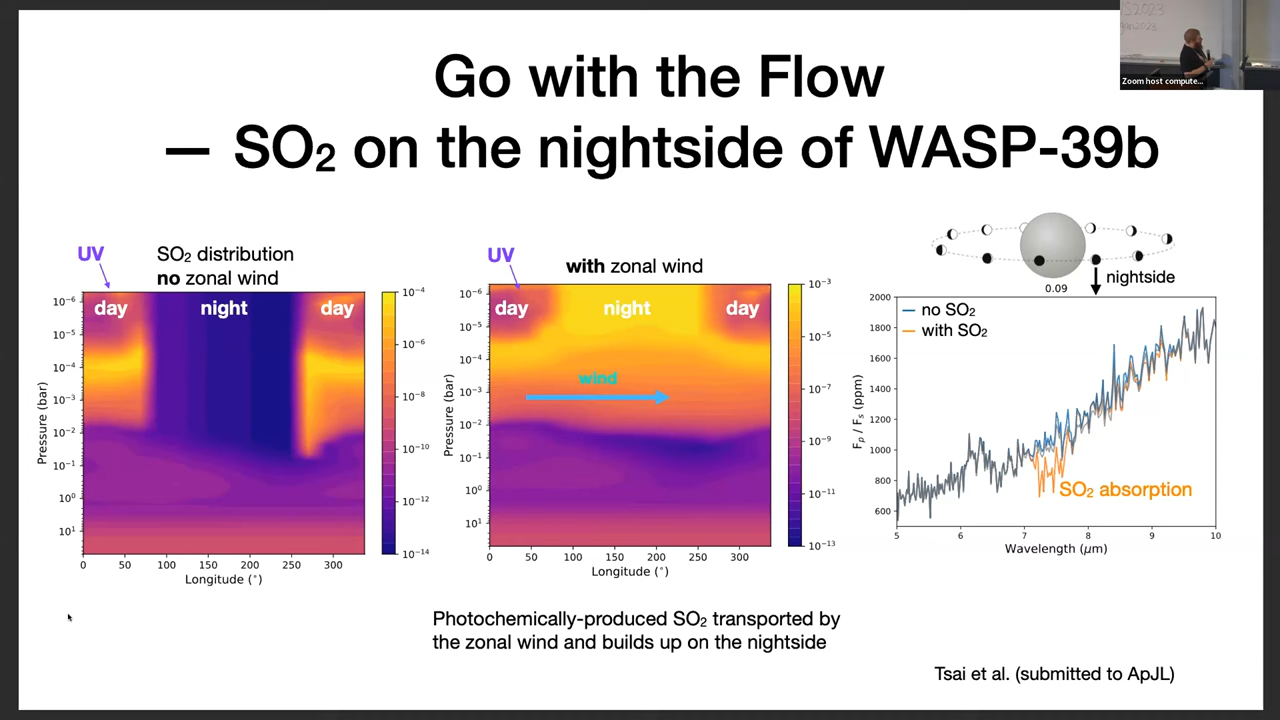 Go with the Flow
— SO₂ on the nightside of WASP-39b
UV
SO₂ distribution
no zonal wind
day
night
day
10⁻⁶
10⁻⁵
10⁻⁴
10⁻³
10⁻²
10⁻¹
10⁰
10¹
Pressure (bar)
0
50
100
150
200
250
300
Longitude (°)
10⁻⁴
10⁻⁶
10⁻⁸
10⁻¹⁰
10⁻¹²
10⁻¹⁴
UV
with zonal wind
day
night
day
wind
10⁻⁶
10⁻⁵
10⁻⁴
10⁻³
10⁻²
10⁻¹
10⁰
10¹
Pressure (bar)
0
50
100
150
200
250
300
Longitude (°)
10⁻³
10⁻⁵
10⁻⁷
10⁻⁹
10⁻¹¹
10⁻¹³
0.09
nightside
no SO₂
with SO₂
2000
1800
1600
1400
1200
1000
800
600
Fₚ / Fₛ (ppm)
SO₂ absorption
5
6
7
8
9
10
Wavelength (μm)
Photochemically-produced SO₂ transported by
the zonal wind and builds up on the nightside
Tsai et al. (submitted to ApJL)
Zoom host compute...